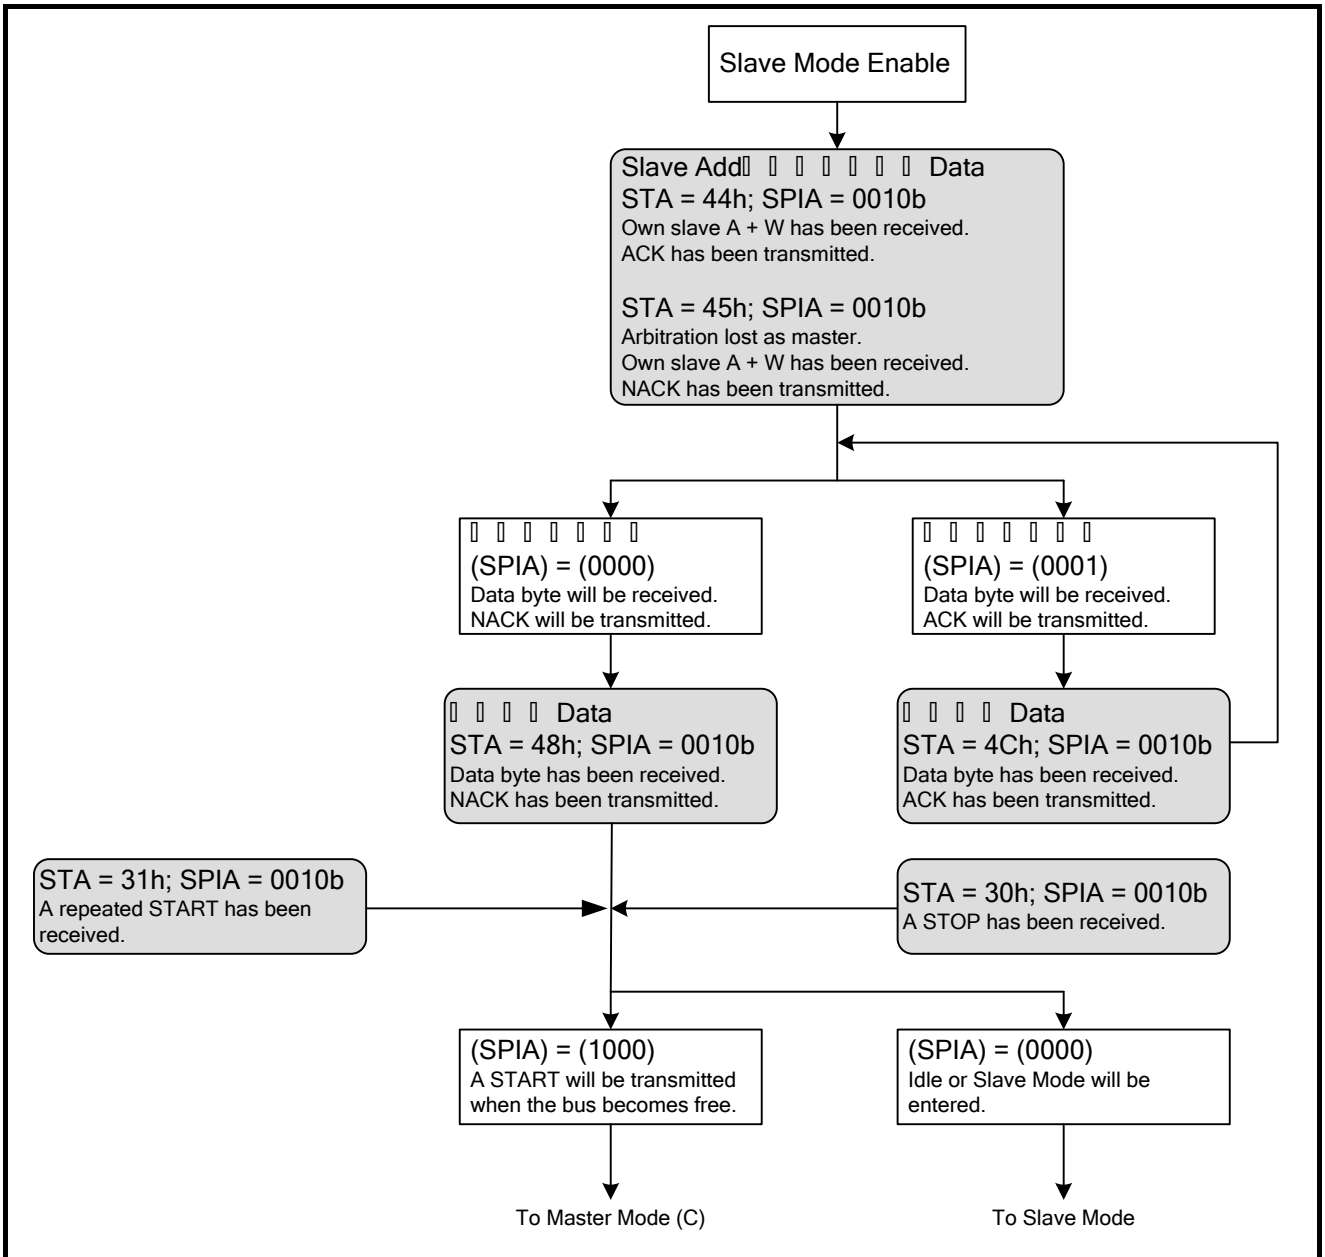 Slave Mode Enable
Slave Add Data
STA = 44h; SPIA = 0010b
Own slave A + W has been received.
ACK has been transmitted.
STA = 45h; SPIA = 0010b
Arbitration lost as master.
Own slave A + W has been received.
NACK has been transmitted.
(SPIA) = (0000)
Data byte will be received.
NACK will be transmitted.
(SPIA) = (0001)
Data byte will be received.
ACK will be transmitted.
Data
STA = 48h; SPIA = 0010b
Data byte has been received.
NACK has been transmitted.
Data
STA = 4Ch; SPIA = 0010b
Data byte has been received.
ACK has been transmitted.
STA = 31h; SPIA = 0010b
A repeated START has been
received.
STA = 30h; SPIA = 0010b
A STOP has been received.
(SPIA) = (1000)
A START will be transmitted
when the bus becomes free.
(SPIA) = (0000)
Idle or Slave Mode will be
entered.
To Master Mode (C)
To Slave Mode